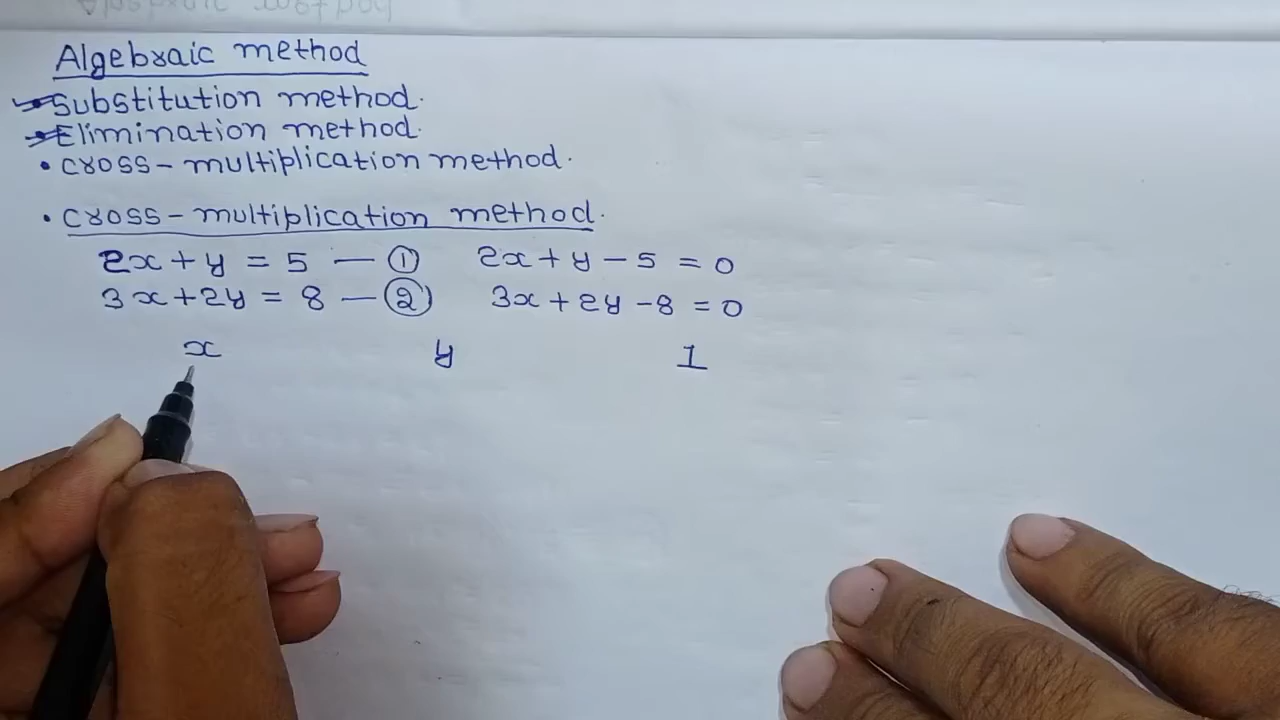 Algebraic method
Substitution method.
Elimination method.
• Cross - multiplication method.
• Cross - multiplication method.
2x + y = 5 — ① 2x + y - 5 = 0
3x + 2y = 8 — ② 3x + 2y - 8 = 0
x y 1